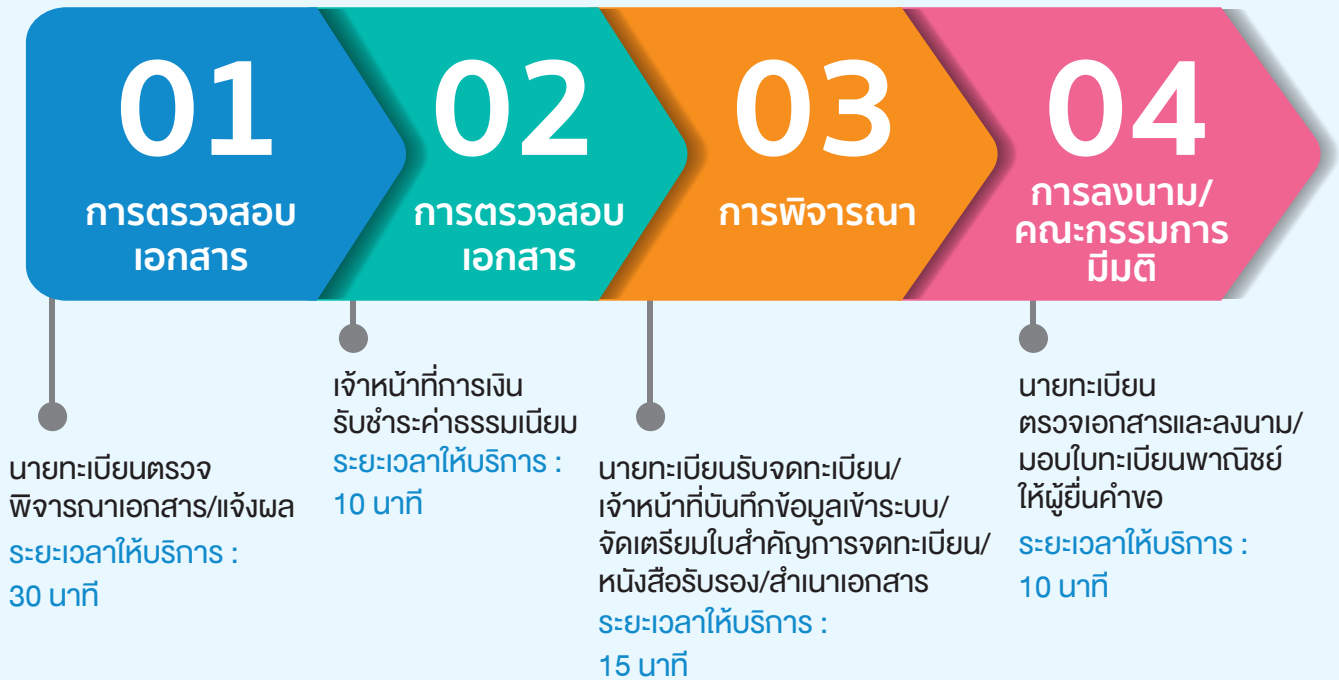 01
การตรวจสอบ
เอกสาร
02
การตรวจสอบ
เอกสาร
03
การพิจารณา
04
การลงนาม/
คณะกรรมการ
มีมติ
นายทะเบียนตรวจ
พิจารณาเอกสาร/แจ้งผล
ระยะเวลาให้บริการ :
30 นาที
เจ้าหน้าที่การเงิน
รับชำระค่าธรรมเนียม
ระยะเวลาให้บริการ :
10 นาที
นายทะเบียนรับจดทะเบียน/
เจ้าหน้าที่บันทึกข้อมูลเข้าระบบ/
จัดเตรียมใบสำคัญการจดทะเบียน/
หนังสือรับรอง/สำเนาเอกสาร
ระยะเวลาให้บริการ :
15 นาที
นายทะเบียน
ตรวจเอกสารและลงนาม/
มอบใบทะเบียนพาณิชย์
ให้ผู้ยื่นคำขอ
ระยะเวลาให้บริการ :
10 นาที